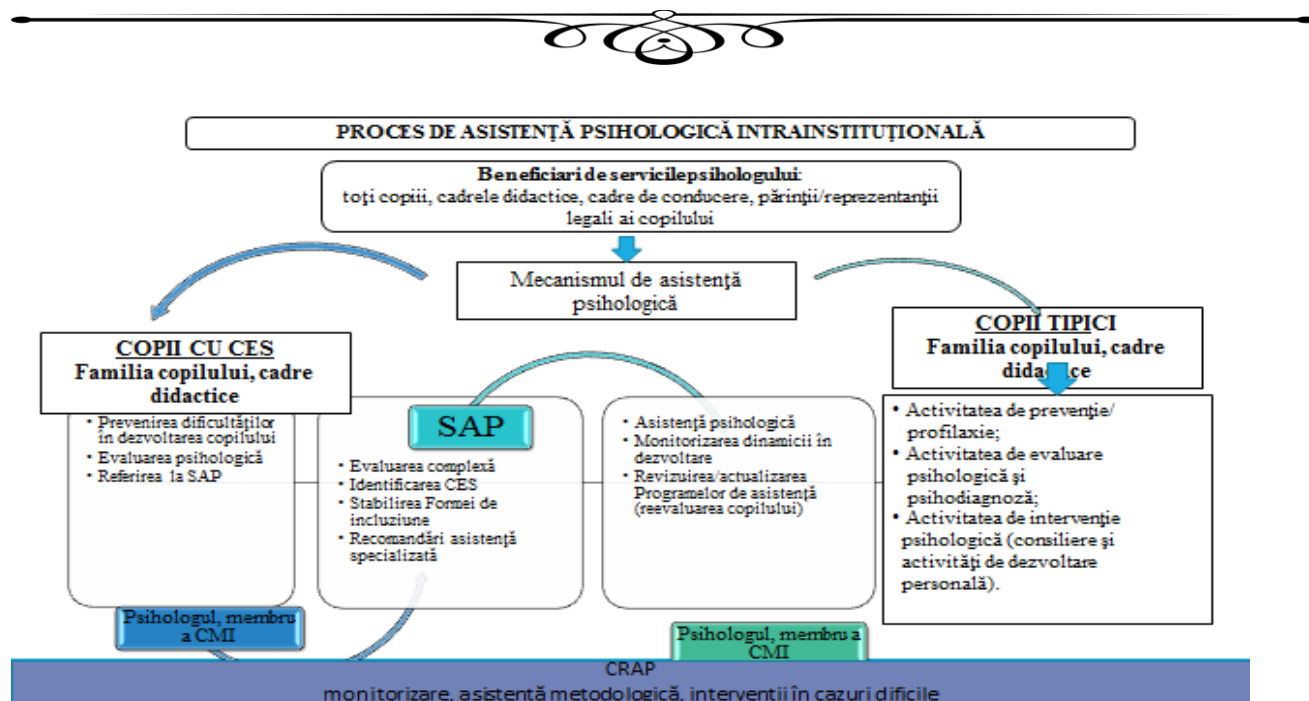 PROCES DE ASISTENȚĂ PSIHOLOGICĂ INTRAINSTITUȚIONALĂ
Beneficiari de servicilepsihologului:
toți copiii, cadrele didactice, cadre de conducere, părinții/reprezentanții
legali ai copilului
Mecanismul de asistență
psihologică
COPII CU CES
Familia copilului, cadre
didactice
• Prevenirea dificultăților
în dezvoltarea copilului
• Evaluarea psihologică
• Referirea la SAP
Psihologul, membru
a CMI
SAP
• Evaluarea complexă
• Identificarea CES
• Stabilirea Formei de
incluziune
• Recomandări asistență
specializată
• Asistență psihologică
• Monitorizarea dinamicii în
dezvoltare
• Revizuirea/actualizarea
Programelor de asistență
(reevaluarea copilului)
Psihologul, membru a
CMI
COPII TIPICI
Familia copilului, cadre
didactice
• Activitatea de prevenție/
profilaxie;
• Activitatea de evaluare
psihologică și
psihodiagnoză;
• Activitatea de intervenție
psihologică (consiliere și
activități de dezvoltare
personală).
CRAP
monitorizare, asistență metodologică, intervenții în cazuri dificile